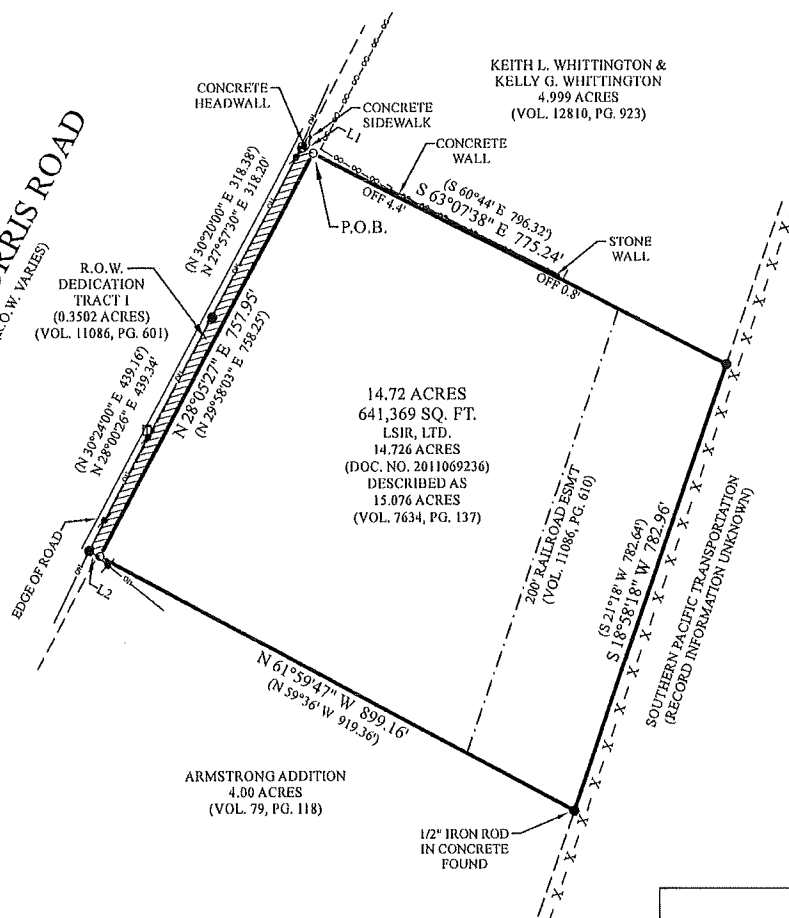 KEITH L. WHITTINGTON &
KELLY G. WHITTINGTON
4.999 ACRES
(VOL. 12810, PG. 923)
CONCRETE
HEADWALL
CONCRETE
SIDEWALK
L1
CONCRETE
WALL
(S 60°44' E 796.32')
S 63°07'38" E 775.24'
OFF 4.4'
P.O.B.
STONE
WALL
OFF 0.8'
RRIS ROAD
R.O.W. VARIES)
(N 30°20'00" E 318.38')
N 27°57'30" E 318.20'
R.O.W.
DEDICATION
TRACT 1
(0.3502 ACRES)
(VOL. 11086, PG. 601)
N 28°05'27" E 757.95'
(N 29°58'03" E 758.25')
(N 30°24'00" E 439.16')
N 28°00'26" E 439.34'
14.72 ACRES
641,369 SQ. FT.
LSIR, LTD.
14.726 ACRES
(DOC. NO. 2011069236)
DESCRIBED AS
15.076 ACRES
(VOL. 7634, PG. 137)
200' RAILROAD ESMT
(VOL. 11086, PG. 610)
(S 21°18' W 782.64')
S 18°58'18" W 782.96'
SOUTHERN PACIFIC TRANSPORTATION
(RECORD INFORMATION UNKNOWN)
EDGE OF ROAD
L2
N 61°59'47" W 899.16'
(N 59°36' W 919.36')
ARMSTRONG ADDITION
4.00 ACRES
(VOL. 79, PG. 118)
1/2" IRON ROD
IN CONCRETE
FOUND